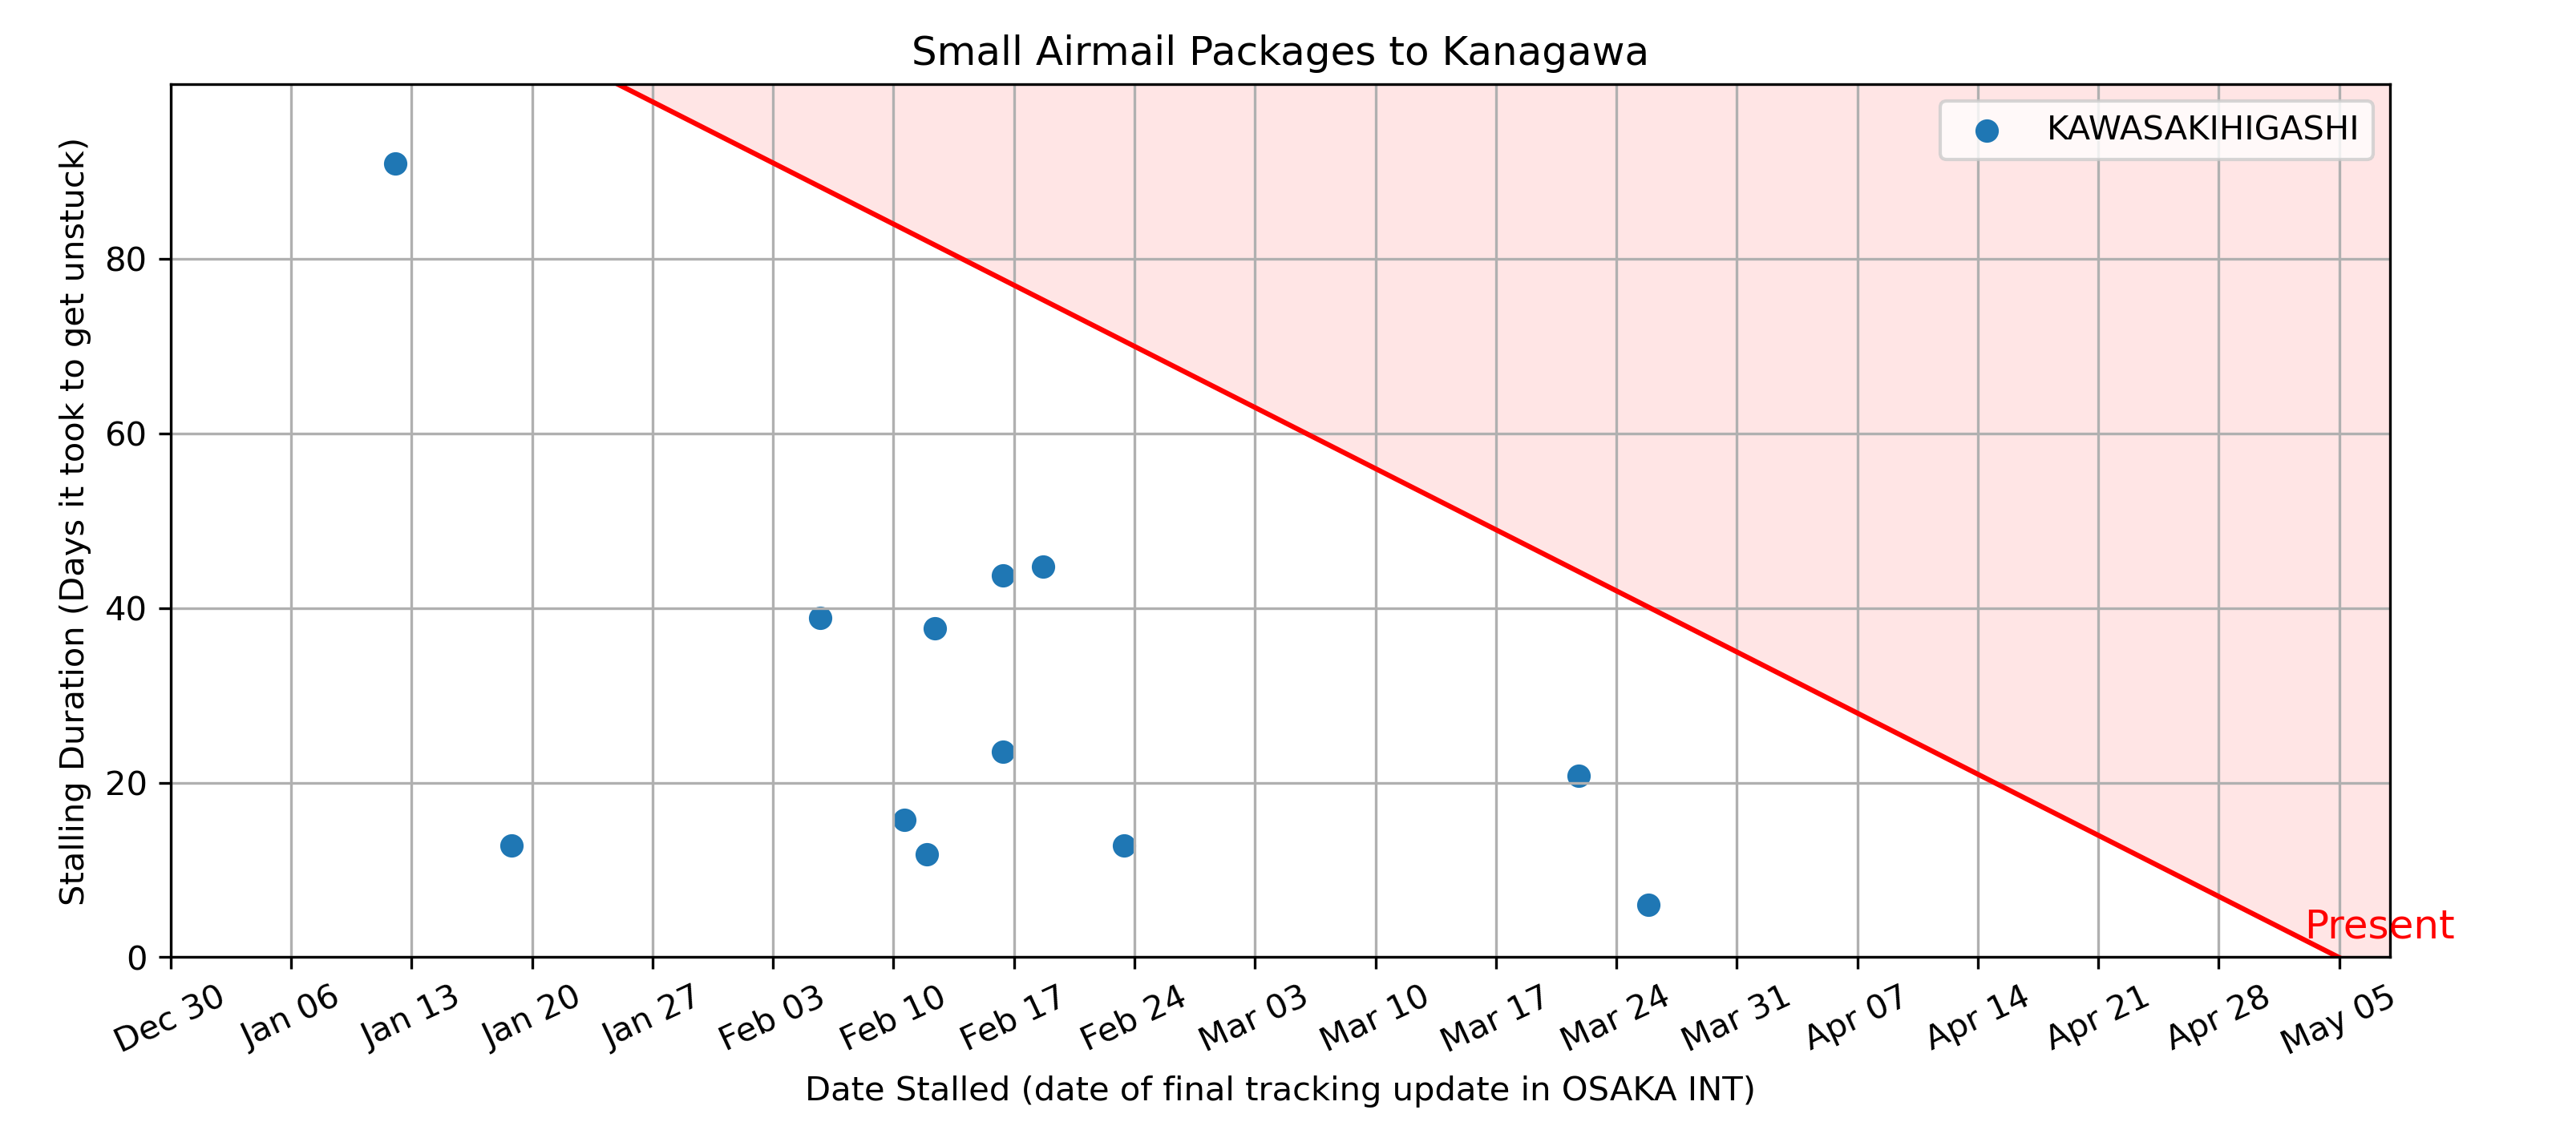 Small Airmail Packages to Kanagawa
KAWASAKIHIGASHI
Stalling Duration (Days it took to get unstuck)
80
60
40
20
0
Present
Dec 30
Jan 06
Jan 13
Jan 20
Jan 27
Feb 03
Feb 10
Feb 17
Feb 24
Mar 03
Mar 10
Mar 17
Mar 24
Mar 31
Apr 07
Apr 14
Apr 21
Apr 28
May 05
Date Stalled (date of final tracking update in OSAKA INT)